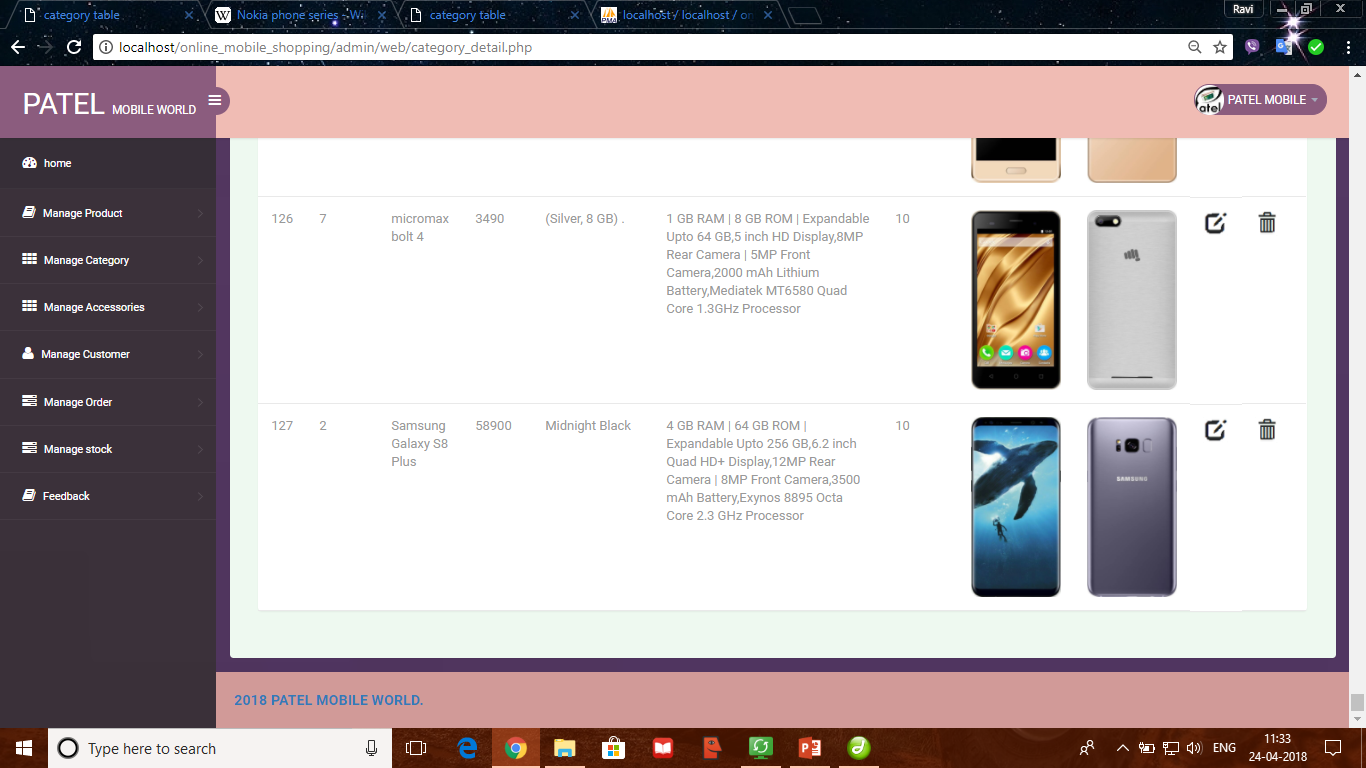 category table
Nokia phone series - Wi
category table
localhost / localhost / on
Ravi
localhost/online_mobile_shopping/admin/web/category_detail.php
PATEL MOBILE WORLD
PATEL MOBILE
home
Manage Product
Manage Category
Manage Accessories
Manage Customer
Manage Order
Manage stock
Feedback
126 7 micromax 3490 (Silver, 8 GB) . 1 GB RAM | 8 GB ROM | Expandable 10
bolt 4 Upto 64 GB,5 inch HD Display,8MP
Rear Camera | 5MP Front
Camera,2000 mAh Lithium
Battery,Mediatek MT6580 Quad
Core 1.3GHz Processor
127 2 Samsung 58900 Midnight Black 4 GB RAM | 64 GB ROM | 10
Galaxy S8 Expandable Upto 256 GB,6.2 inch
Plus Quad HD+ Display,12MP Rear
Camera | 8MP Front Camera,3500
mAh Battery,Exynos 8895 Octa
Core 2.3 GHz Processor
SAMSUNG
2018 PATEL MOBILE WORLD.
Type here to search
ENG
11:33
24-04-2018